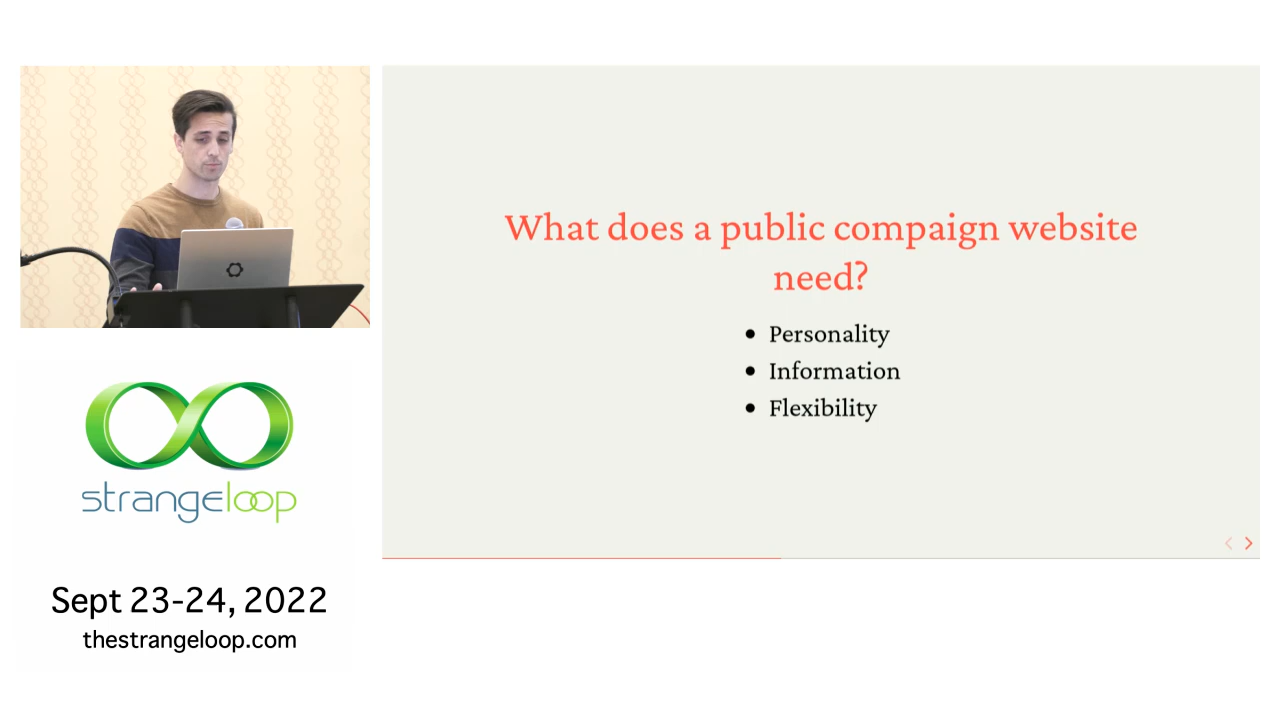 What does a public compaign website
need?
Personality
Information
Flexibility
strangeloop
Sept 23-24, 2022
thestrangeloop.com